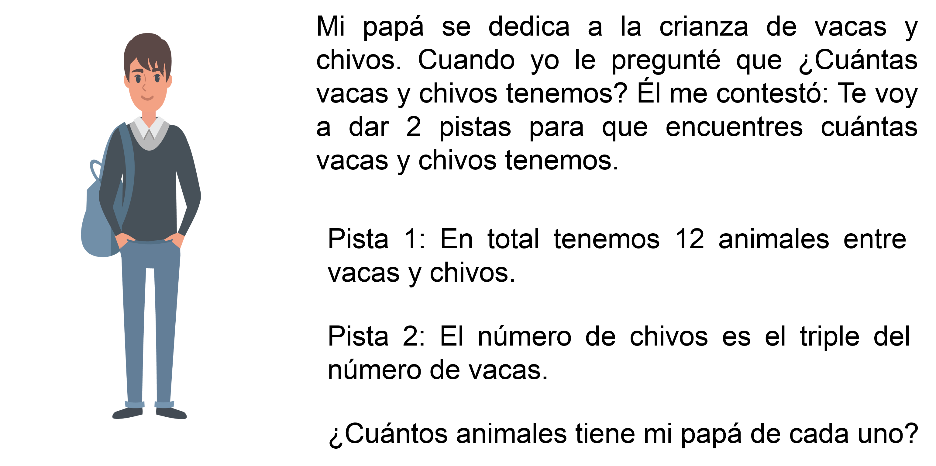 Mi papá se dedica a la crianza de vacas y
chivos. Cuando yo le pregunté que ¿Cuántas
vacas y chivos tenemos? Él me contestó: Te voy
a dar 2 pistas para que encuentres cuántas
vacas y chivos tenemos.
Pista 1: En total tenemos 12 animales entre
vacas y chivos.
Pista 2: El número de chivos es el triple del
número de vacas.
¿Cuántos animales tiene mi papá de cada uno?